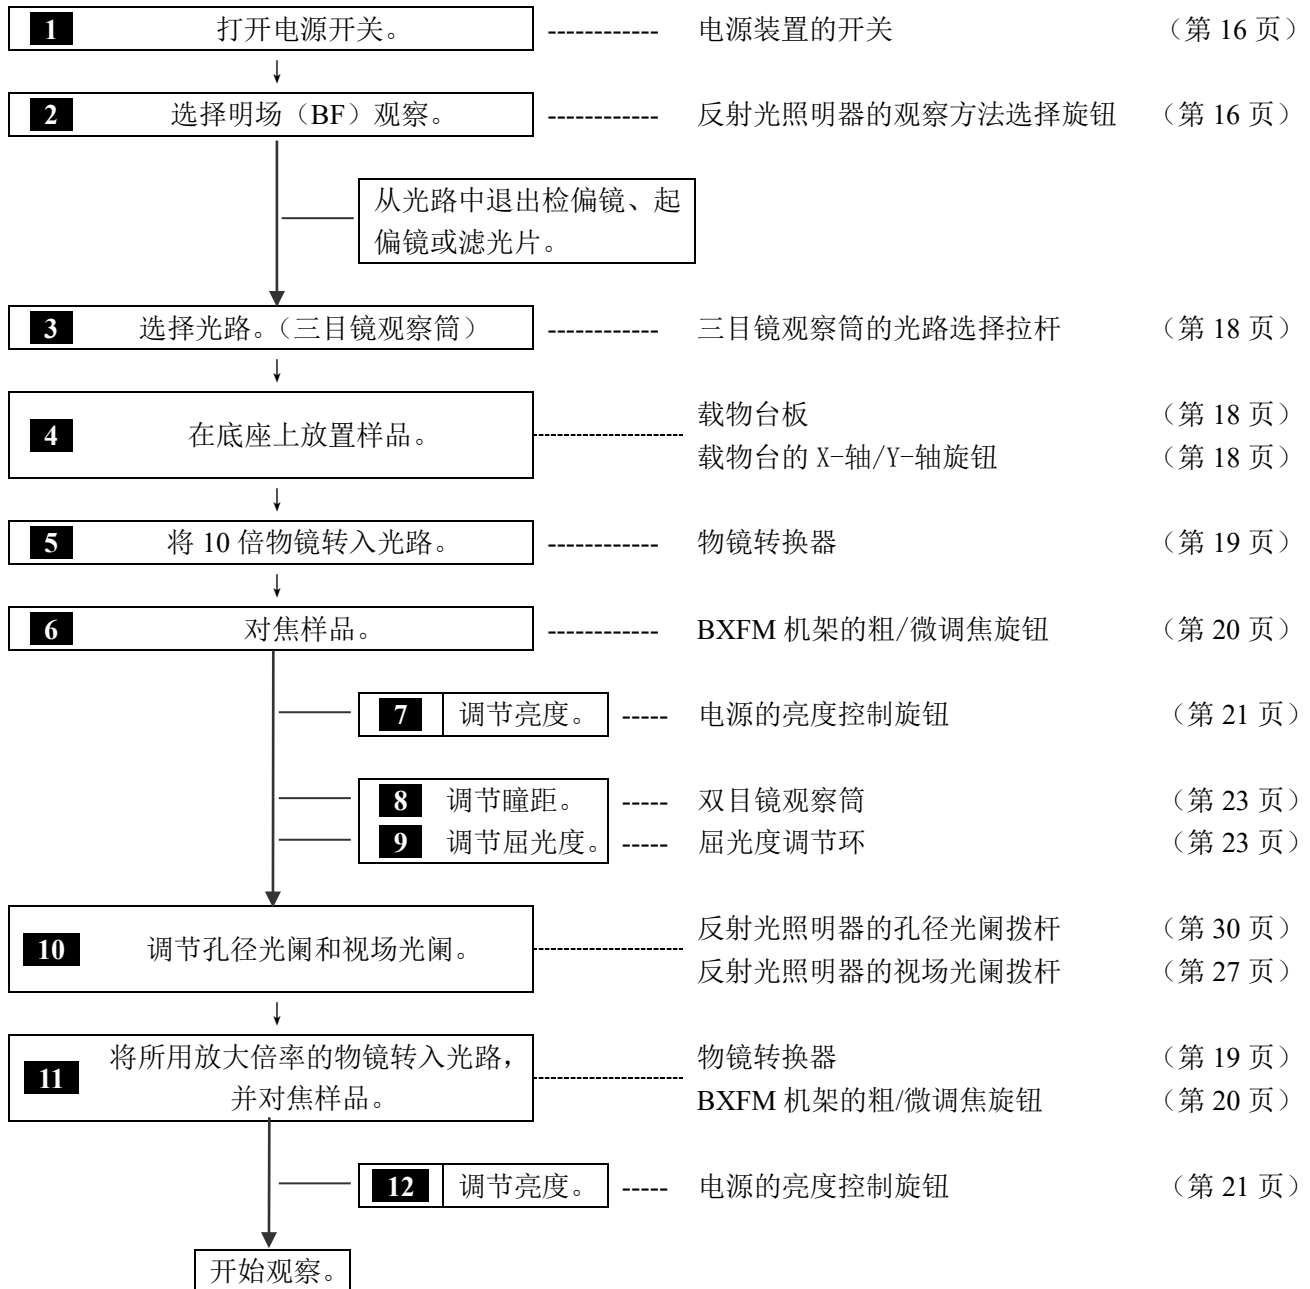 1 打开电源开关。 ------------ 电源装置的开关 （第 16 页）
↓
2 选择明场（BF）观察。 ------------ 反射光照明器的观察方法选择旋钮 （第 16 页）
从光路中退出检偏镜、起
偏镜或滤光片。
3 选择光路。（三目镜观察筒） ------------ 三目镜观察筒的光路选择拉杆 （第 18 页）
↓
载物台板 （第 18 页）
4 在底座上放置样品。
载物台的 X-轴/Y-轴旋钮 （第 18 页）
↓
5 将 10 倍物镜转入光路。 ------------ 物镜转换器 （第 19 页）
↓
6 对焦样品。 ------------ BXFM 机架的粗/微调焦旋钮 （第 20 页）
7 调节亮度。 ----- 电源的亮度控制旋钮 （第 21 页）
8 调节瞳距。 ----- 双目镜观察筒 （第 23 页）
9 调节屈光度。 ----- 屈光度调节环 （第 23 页）
反射光照明器的孔径光阑拨杆 （第 30 页）
10 调节孔径光阑和视场光阑。
反射光照明器的视场光阑拨杆 （第 27 页）
↓
将所用放大倍率的物镜转入光路， 物镜转换器 （第 19 页）
11
并对焦样品。 BXFM 机架的粗/微调焦旋钮 （第 20 页）
12 调节亮度。 ----- 电源的亮度控制旋钮 （第 21 页）
开始观察。